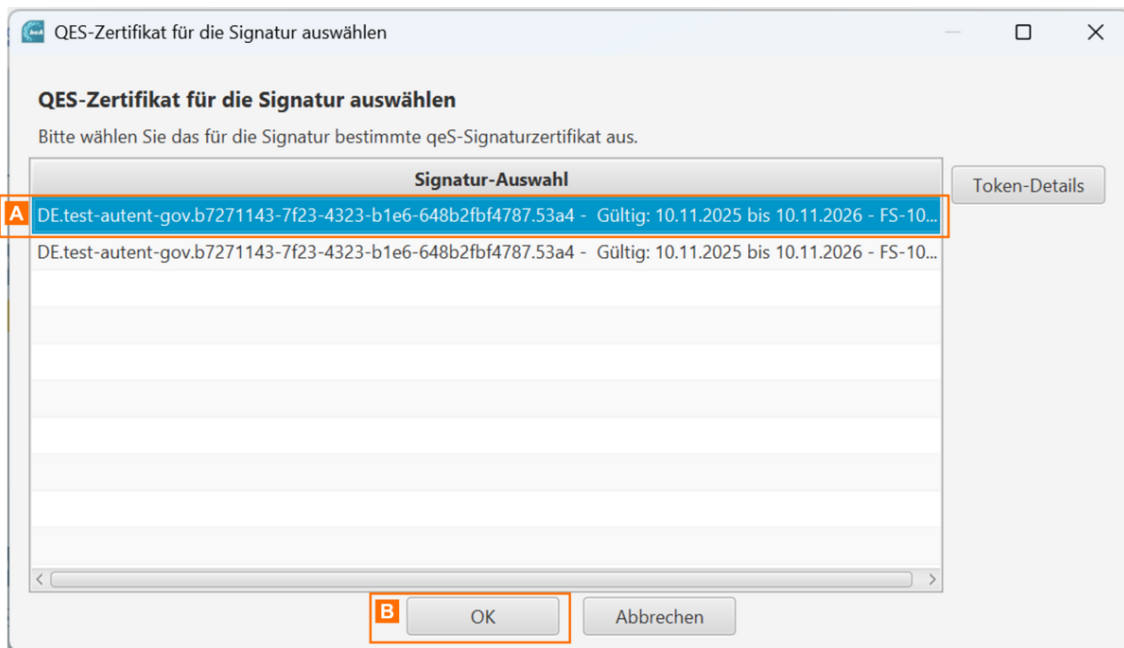 QES-Zertifikat für die Signatur auswählen
QES-Zertifikat für die Signatur auswählen
Bitte wählen Sie das für die Signatur bestimmte qeS-Signaturzertifikat aus.
Signatur-Auswahl
Token-Details
A DE.test-autent-gov.b7271143-7f23-4323-b1e6-648b2fbf4787.53a4 - Gültig: 10.11.2025 bis 10.11.2026 - FS-10...
DE.test-autent-gov.b7271143-7f23-4323-b1e6-648b2fbf4787.53a4 - Gültig: 10.11.2025 bis 10.11.2026 - FS-10...
B OK Abbrechen